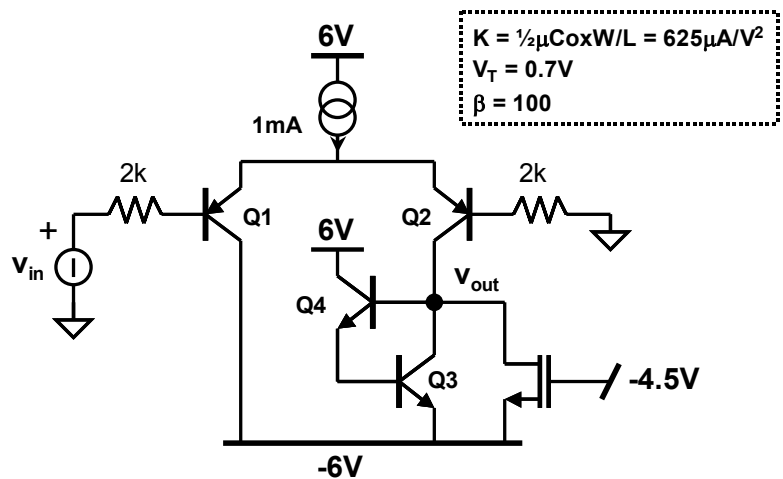 6V
K = ½μCoxW/L = 625μA/V²
V_T = 0.7V
β = 100
1mA
2k
2k
Q1
Q2
+
v_in
6V
v_out
Q4
Q3
-4.5V
-6V